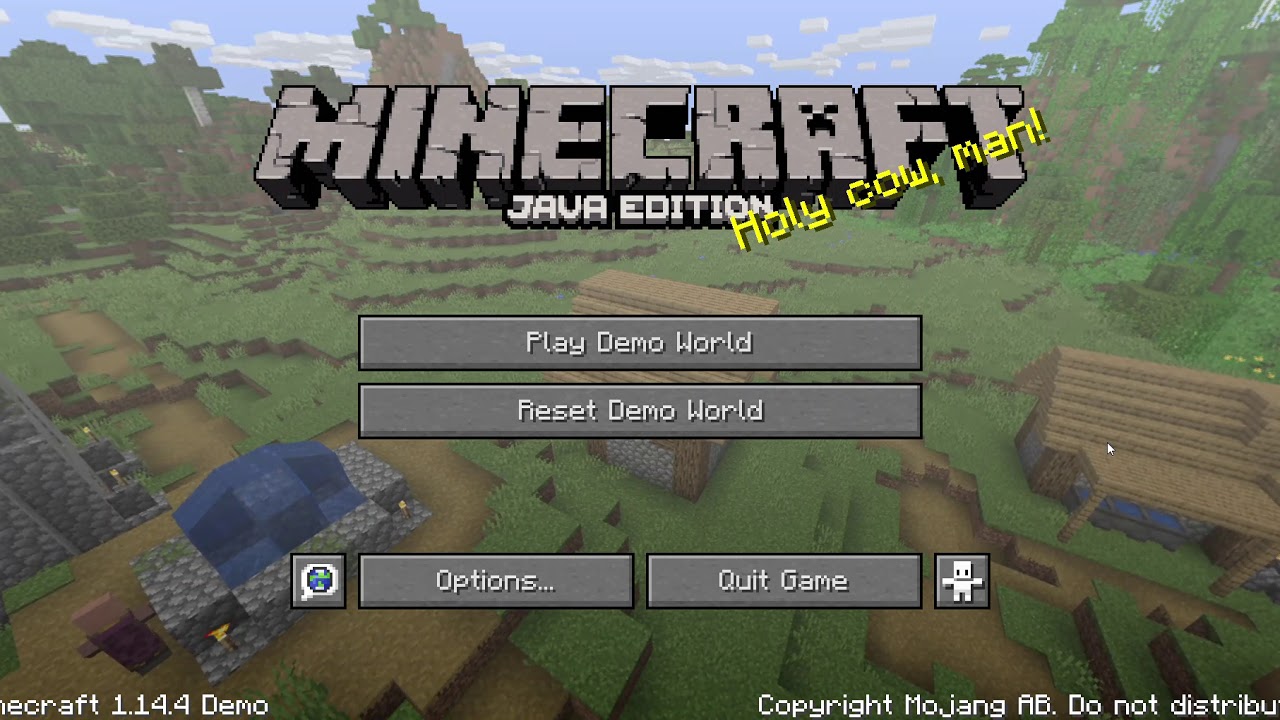 MINECRAFT
JAVA EDITION
Holy cow, man!
Play Demo World
Reset Demo World
Options...
Quit Game
necraft 1.14.4 Demo
Copyright Mojang AB. Do not distribu